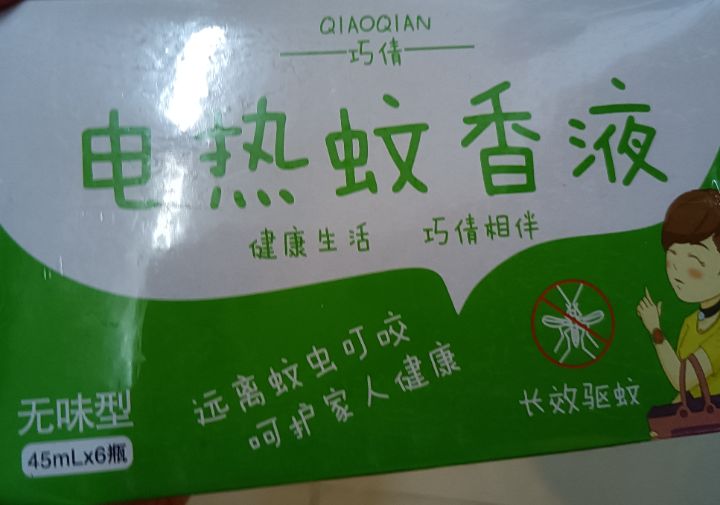 QIAOQIAN
巧倩
电热蚊香液
健康生活 巧倩相伴
远离蚊虫叮咬
呵护家人健康
长效驱蚊
无味型
45mLx6瓶